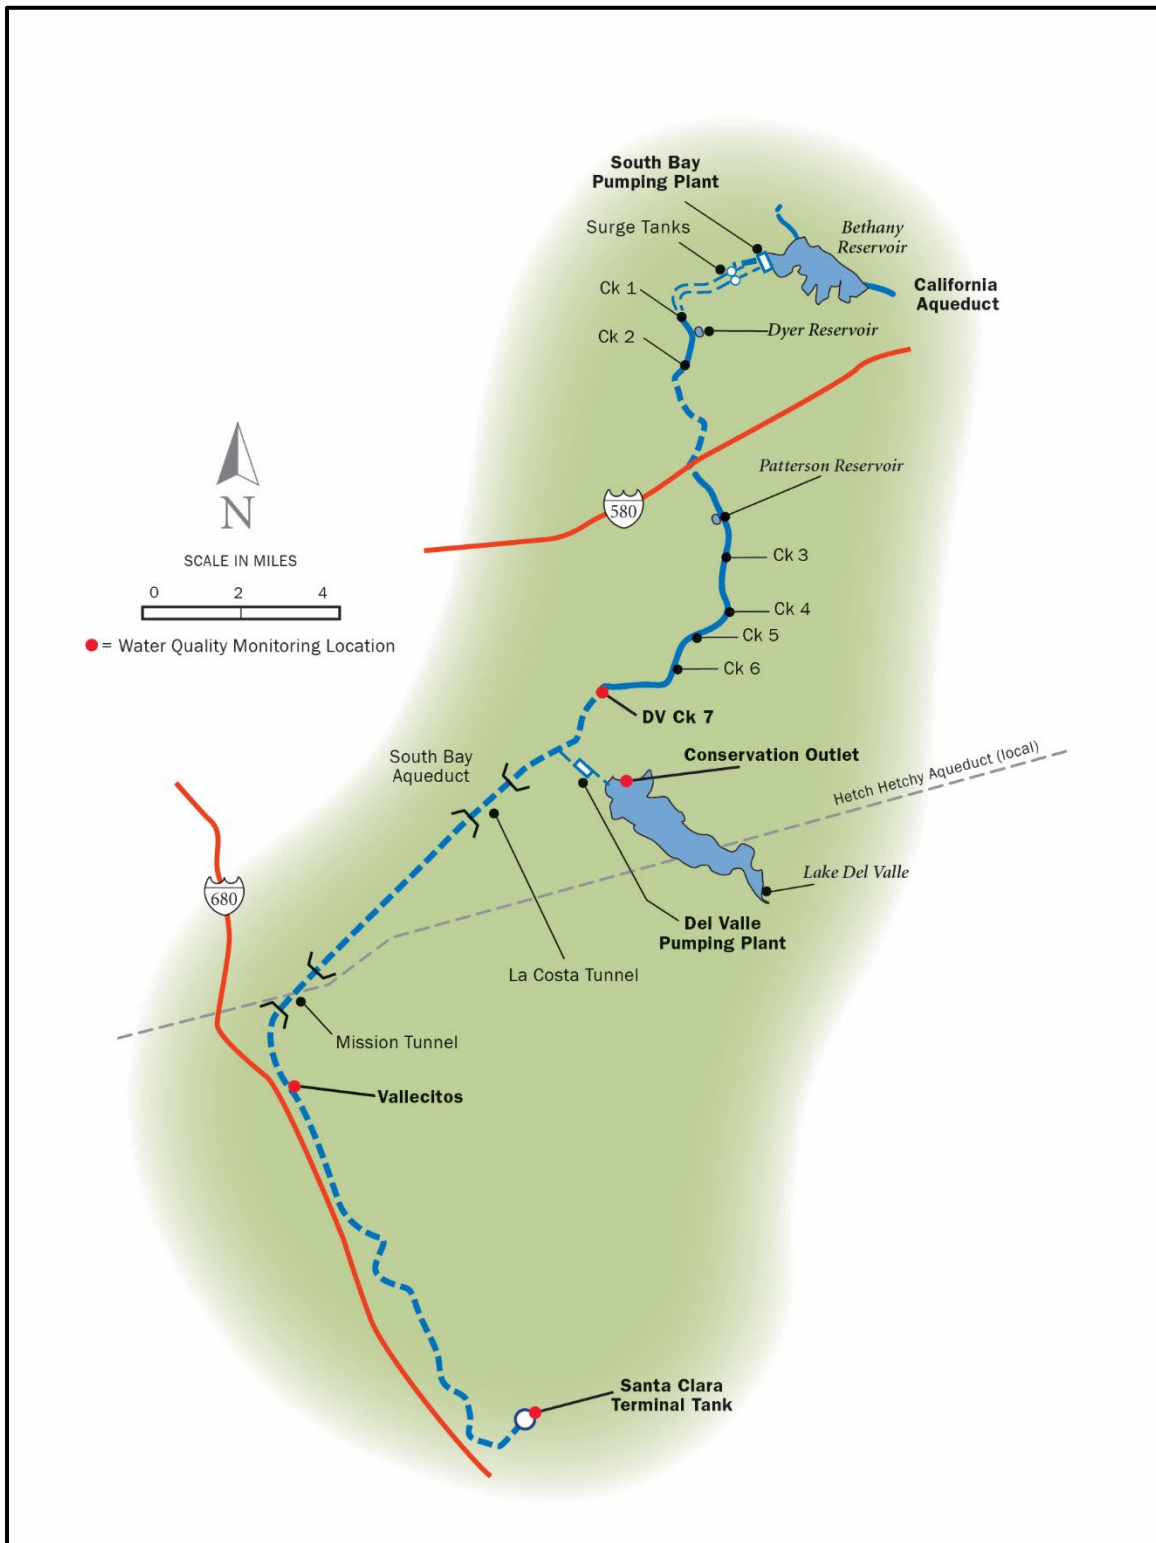 South Bay
Pumping Plant
Surge Tanks
Bethany
Reservoir
Ck 1
California
Aqueduct
Dyer Reservoir
Ck 2
Patterson Reservoir
580
N
SCALE IN MILES
0 2 4
= Water Quality Monitoring Location
Ck 3
Ck 4
Ck 5
Ck 6
DV Ck 7
South Bay
Aqueduct
Conservation Outlet
Hetch Hetchy Aqueduct (local)
680
Lake Del Valle
Del Valle
Pumping Plant
La Costa Tunnel
Mission Tunnel
Vallecitos
Santa Clara
Terminal Tank